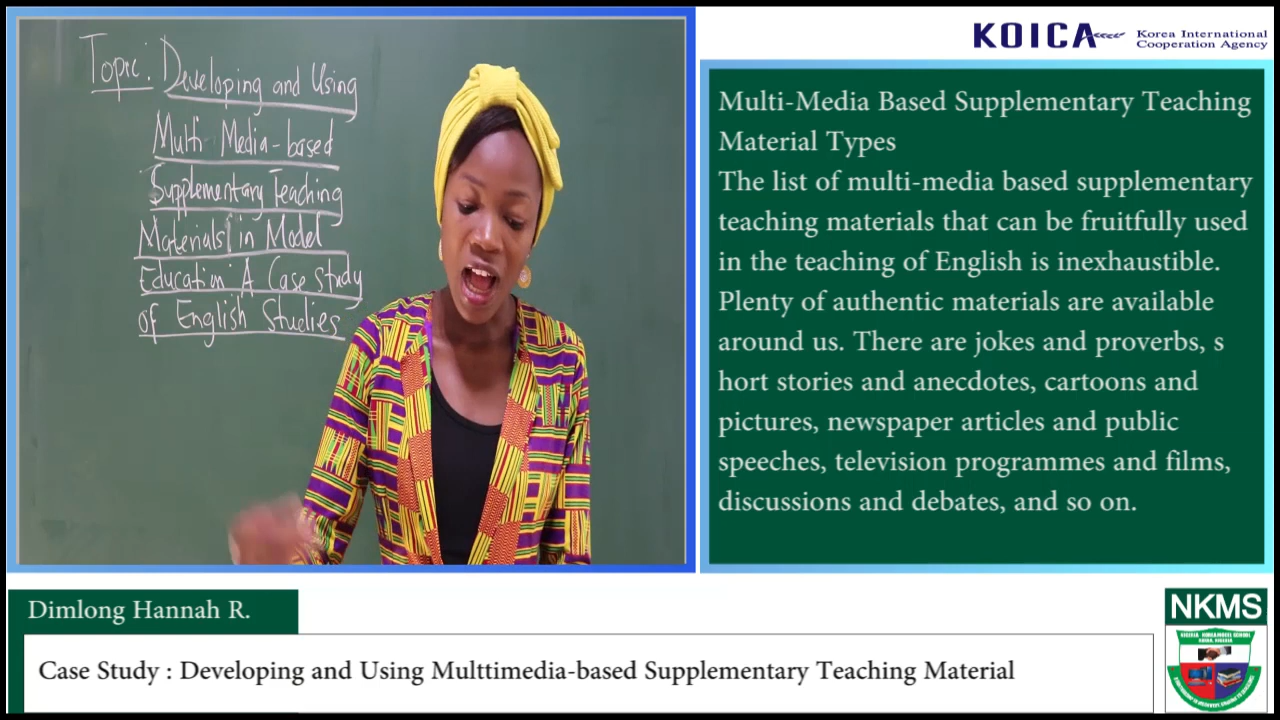 Topic: Developing and Using
Multi Media-based
Supplementary Teaching
Materials in Model
Education: A Case Study
of English Studies
KOICA
Korea International
Cooperation Agency
Multi-Media Based Supplementary Teaching
Material Types
The list of multi-media based supplementary
teaching materials that can be fruitfully used
in the teaching of English is inexhaustible.
Plenty of authentic materials are available
around us. There are jokes and proverbs, s
hort stories and anecdotes, cartoons and
pictures, newspaper articles and public
speeches, television programmes and films,
discussions and debates, and so on.
Dimlong Hannah R.
Case Study : Developing and Using Multtimedia-based Supplementary Teaching Material
NKMS